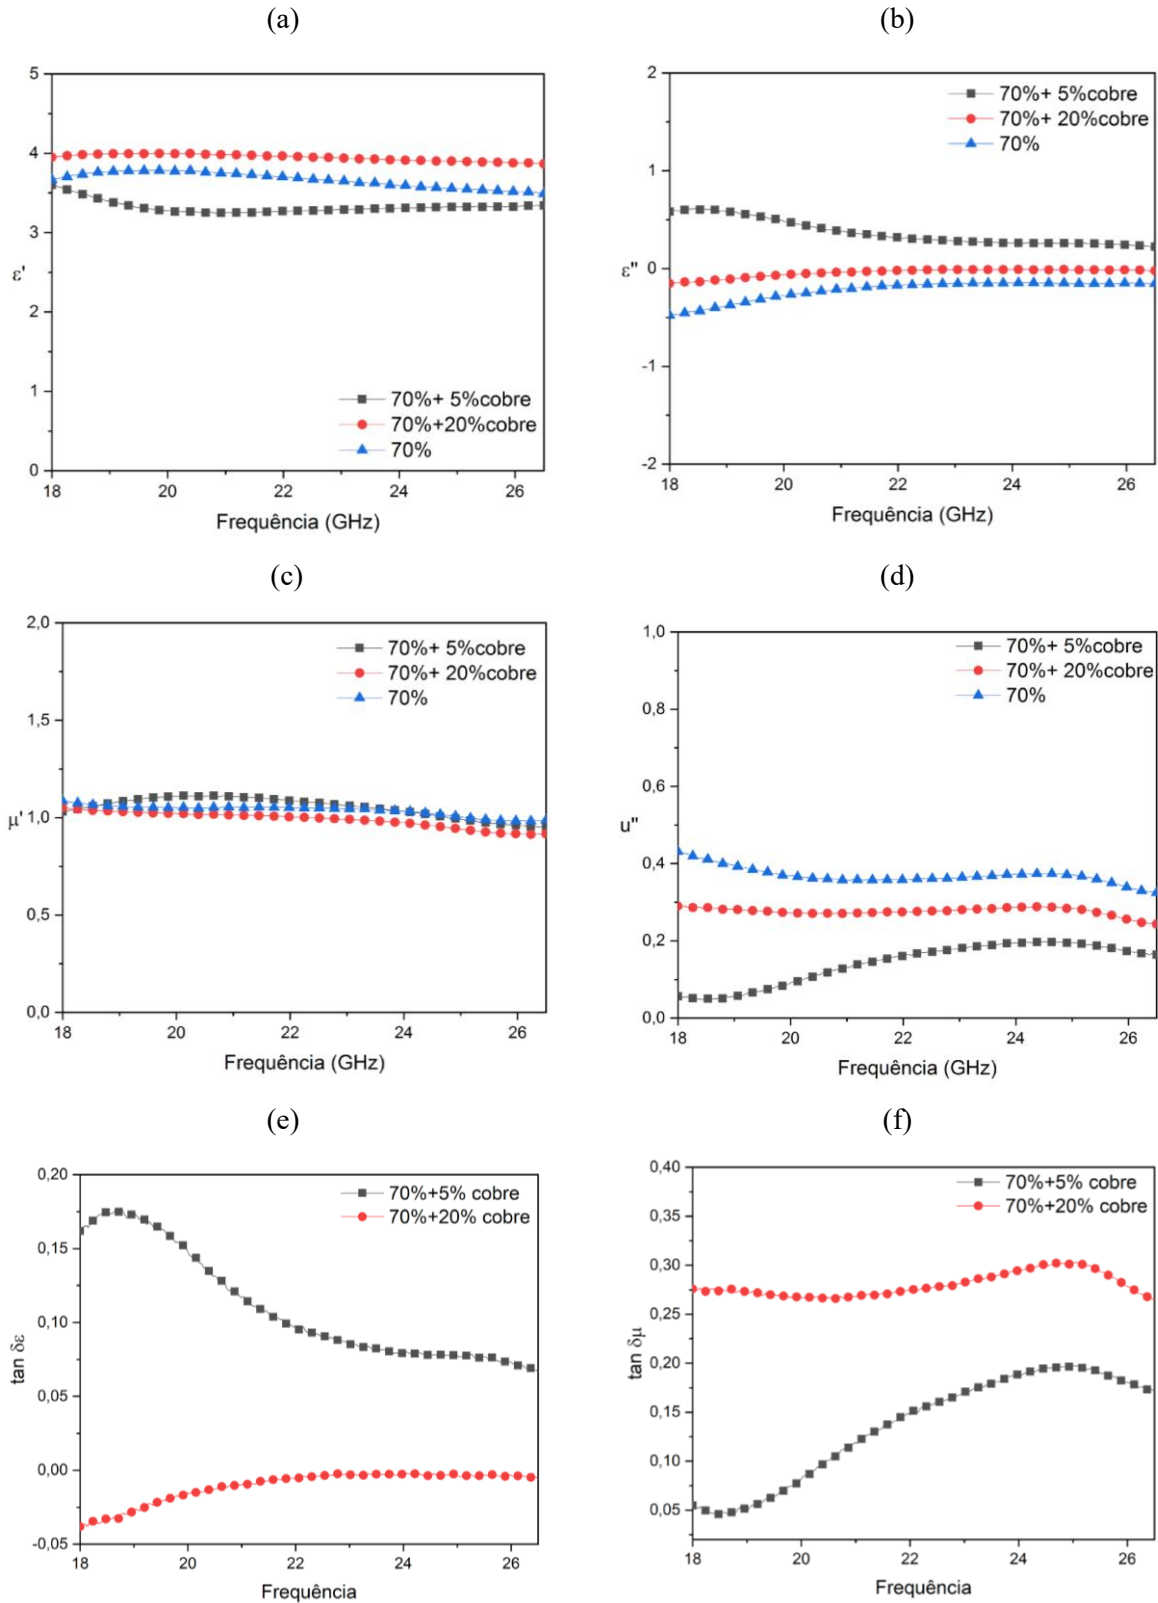 (a)
5
4
3
2
1
0
ε'
18
20
22
24
26
Frequência (GHz)
70%+ 5%cobre
70%+20%cobre
70%
(b)
2
1
0
-1
-2
ε"
18
20
22
24
26
Frequência (GHz)
70%+ 5%cobre
70%+ 20%cobre
70%
(c)
2,0
1,5
1,0
0,5
0,0
μ'
18
20
22
24
26
Frequência (GHz)
70%+ 5%cobre
70%+ 20%cobre
70%
(d)
1,0
0,8
0,6
0,4
0,2
0,0
u"
18
20
22
24
26
Frequência (GHz)
70%+ 5%cobre
70%+ 20%cobre
70%
(e)
0,20
0,15
0,10
0,05
0,00
-0,05
tan δε
18
20
22
24
26
Frequência
70%+5% cobre
70%+20% cobre
(f)
0,40
0,35
0,30
0,25
0,20
0,15
0,10
0,05
tan δμ
18
20
22
24
26
Frequência
70%+5% cobre
70%+20% cobre